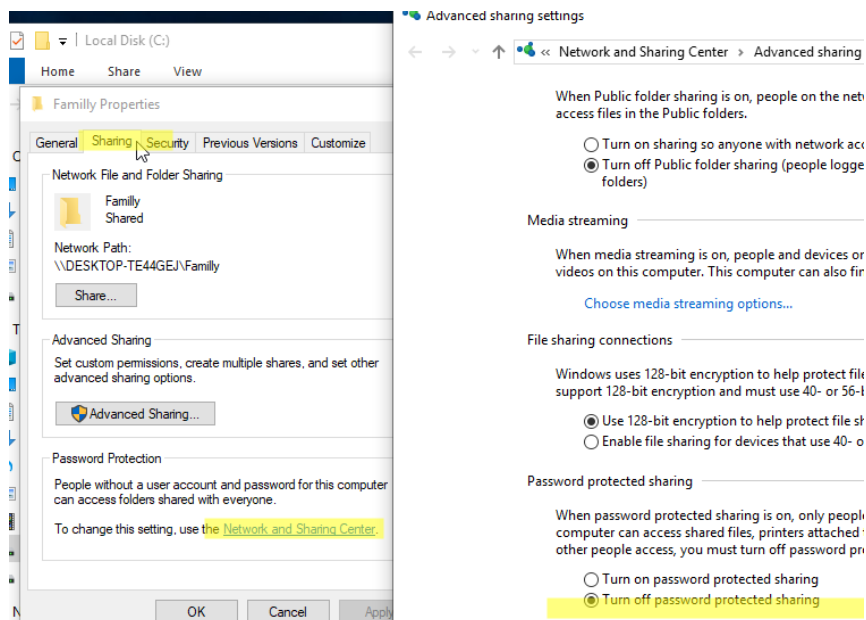 Local Disk (C:)
Home Share View
Familly Properties
General Sharing Security Previous Versions Customize
Network File and Folder Sharing
Familly
Shared
Network Path:
\\DESKTOP-TE44GEJ\Familly
Share...
Advanced Sharing
Set custom permissions, create multiple shares, and set other
advanced sharing options.
Advanced Sharing...
Password Protection
People without a user account and password for this computer
can access folders shared with everyone.
To change this setting, use the Network and Sharing Center.
OK Cancel Apply
Advanced sharing settings
« Network and Sharing Center > Advanced sharing
When Public folder sharing is on, people on the
access files in the Public folders.
Turn on sharing so anyone with network
Turn off Public folder sharing (people
folders)
Media streaming
When media streaming is on, people and devices
videos on this computer. This computer can also
Choose media streaming options...
File sharing connections
Windows uses 128-bit encryption to help protect
support 128-bit encryption and must use 40- or
Use 128-bit encryption to help protect file
Enable file sharing for devices that use 40-
Password protected sharing
When password protected sharing is on, only
computer can access shared files, printers attached
other people access, you must turn off password
Turn on password protected sharing
Turn off password protected sharing